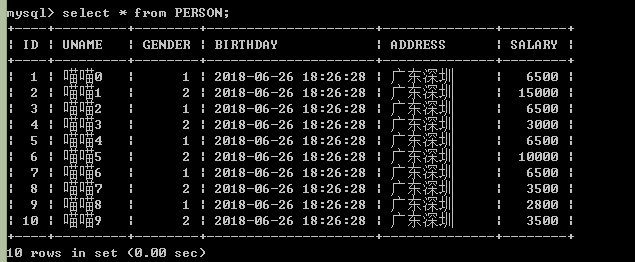 mysql> select * from PERSON;
+----+-------+--------+---------------------+----------+--------+
| ID | UNAME | GENDER | BIRTHDAY            | ADDRESS  | SALARY |
+----+-------+--------+---------------------+----------+--------+
|  1 | 喵喵0 |      1 | 2018-06-26 18:26:28 | 广东深圳 |   6500 |
|  2 | 喵喵1 |      2 | 2018-06-26 18:26:28 | 广东深圳 |  15000 |
|  3 | 喵喵2 |      1 | 2018-06-26 18:26:28 | 广东深圳 |   6500 |
|  4 | 喵喵3 |      2 | 2018-06-26 18:26:28 | 广东深圳 |   3000 |
|  5 | 喵喵4 |      1 | 2018-06-26 18:26:28 | 广东深圳 |   6500 |
|  6 | 喵喵5 |      2 | 2018-06-26 18:26:28 | 广东深圳 |  10000 |
|  7 | 喵喵6 |      1 | 2018-06-26 18:26:28 | 广东深圳 |   6500 |
|  8 | 喵喵7 |      2 | 2018-06-26 18:26:28 | 广东深圳 |   3500 |
|  9 | 喵喵8 |      1 | 2018-06-26 18:26:28 | 广东深圳 |   2800 |
| 10 | 喵喵9 |      2 | 2018-06-26 18:26:28 | 广东深圳 |   3500 |
+----+-------+--------+---------------------+----------+--------+
10 rows in set (0.00 sec)